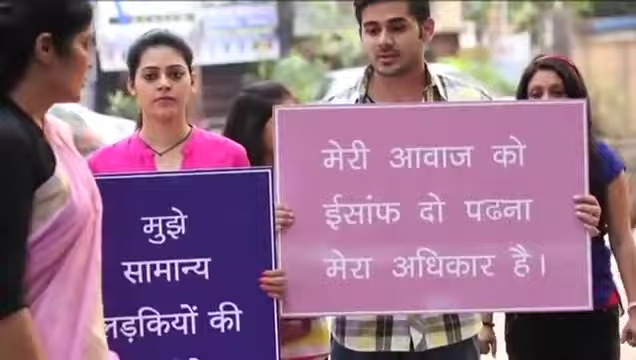 मुझे
सामान्य
लड़कियों की
मेरी आवाज को
ईसांफ दो पढना
मेरा अधिकार है।